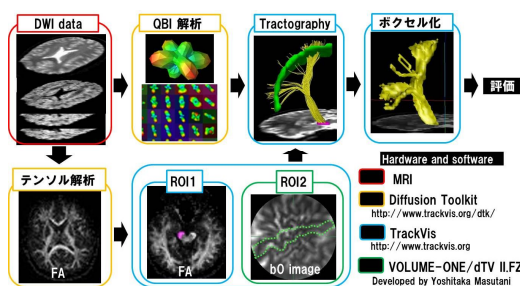 DWI data
QBI 解析
Tractography
ボクセル化
評価
テンソル解析
FA
ROI1
FA
ROI2
b0 image
Hardware and software
MRI
Diffusion Toolkit
http://www.trackvis.org/dtk/
TrackVis
http://www.trackvis.org
VOLUME-ONE/dTV II.FZ
Developed by Yoshitaka Masutani